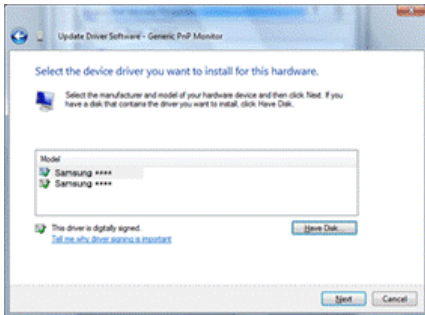 Update Driver Software - Generic PnP Monitor
Select the device driver you want to install for this hardware.
Select the manufacturer and model of your hardware device and then click Next. If you
have a disk that contains the driver you want to install, click Have Disk.
Model
Samsung ****
Samsung ****
This driver is digitally signed.
Have Disk...
Tell me why driver signing is important
Next
Cancel